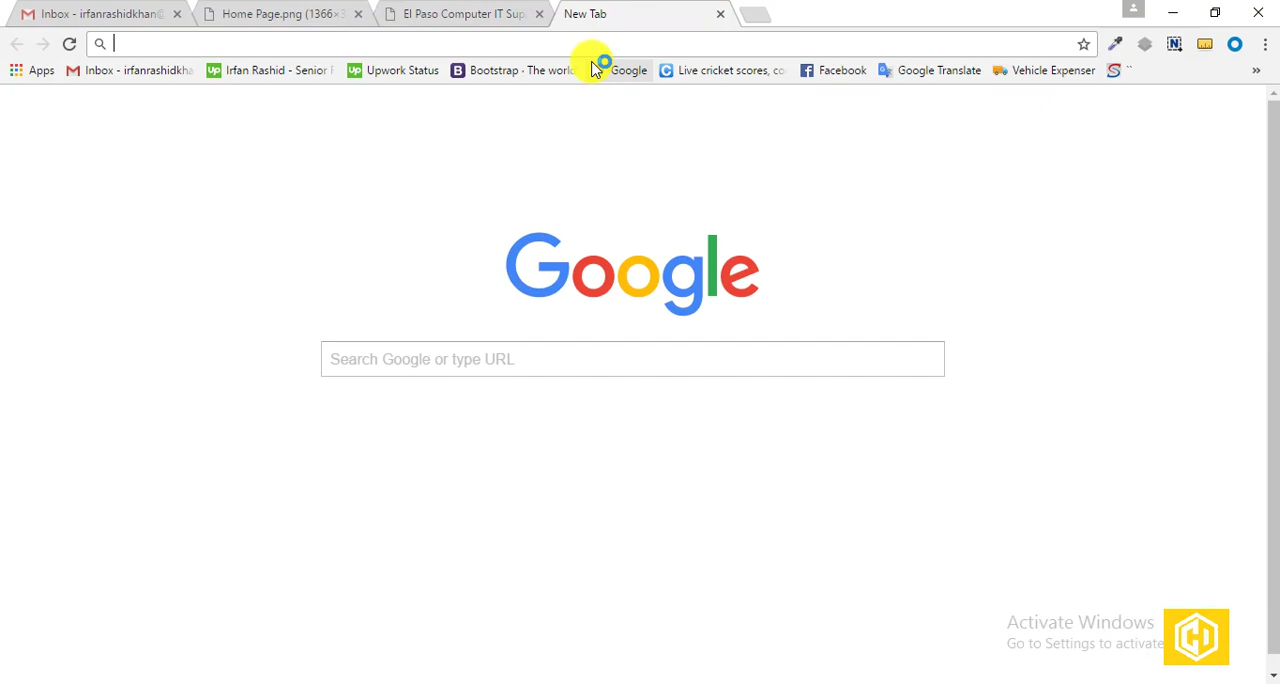 Inbox - irfanrashidkhan@
Home Page.png (1366×3
El Paso Computer IT Sup
New Tab
Apps
Inbox - irfanrashidkha
Irfan Rashid - Senior F
Upwork Status
Bootstrap · The world
Google
Live cricket scores, co
Facebook
Google Translate
Vehicle Expenser
``
»
Google
Search Google or type URL
Activate Windows
Go to Settings to activate